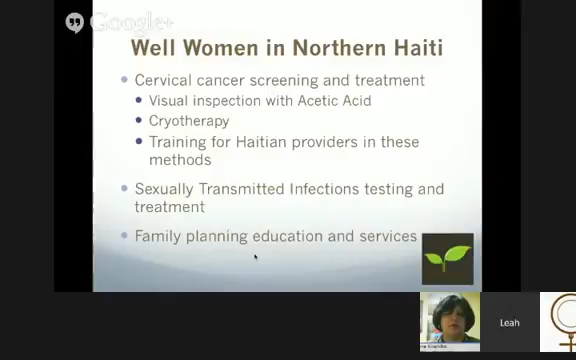 Google+
Well Women in Northern Haiti
Cervical cancer screening and treatment
Visual inspection with Acetic Acid
Cryotherapy
Training for Haitian providers in these
methods
Sexually Transmitted Infections testing and
treatment
Family planning education and services
Leah